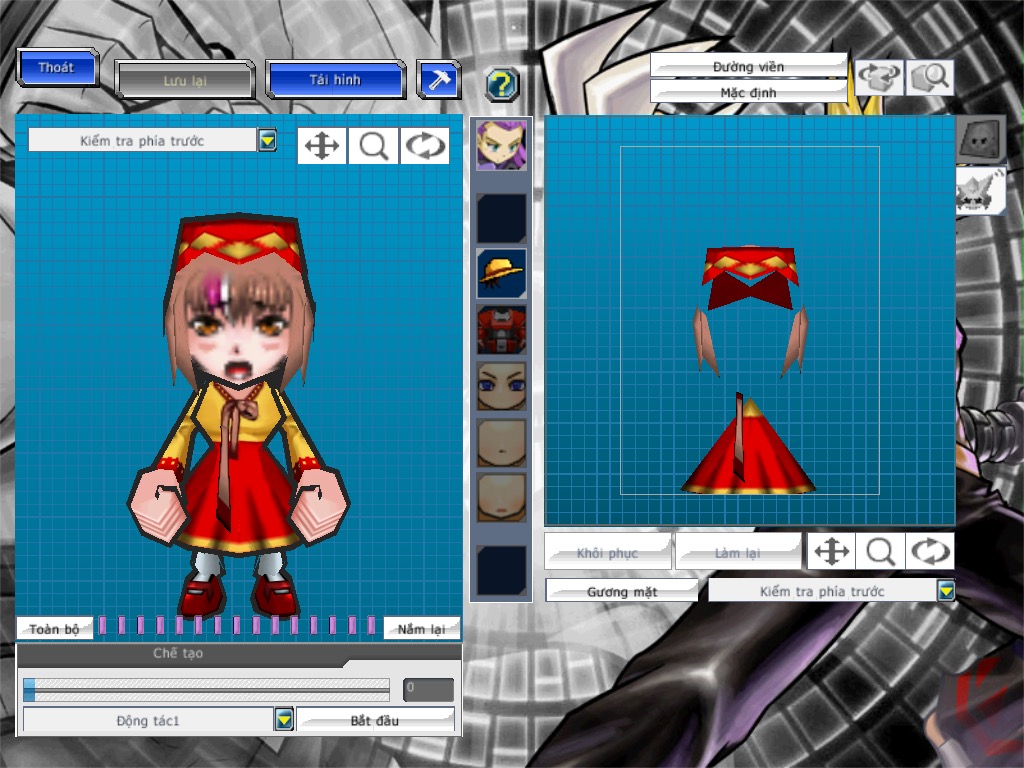 Thoát
Lưu lại
Tải hình
?
Đường viền
Mặc định
Kiểm tra phía trước
Khôi phục
Làm lại
Gương mặt
Kiểm tra phía trước
Toàn bộ
Nắm lại
Chế tạo
0
Động tác1
Bắt đầu